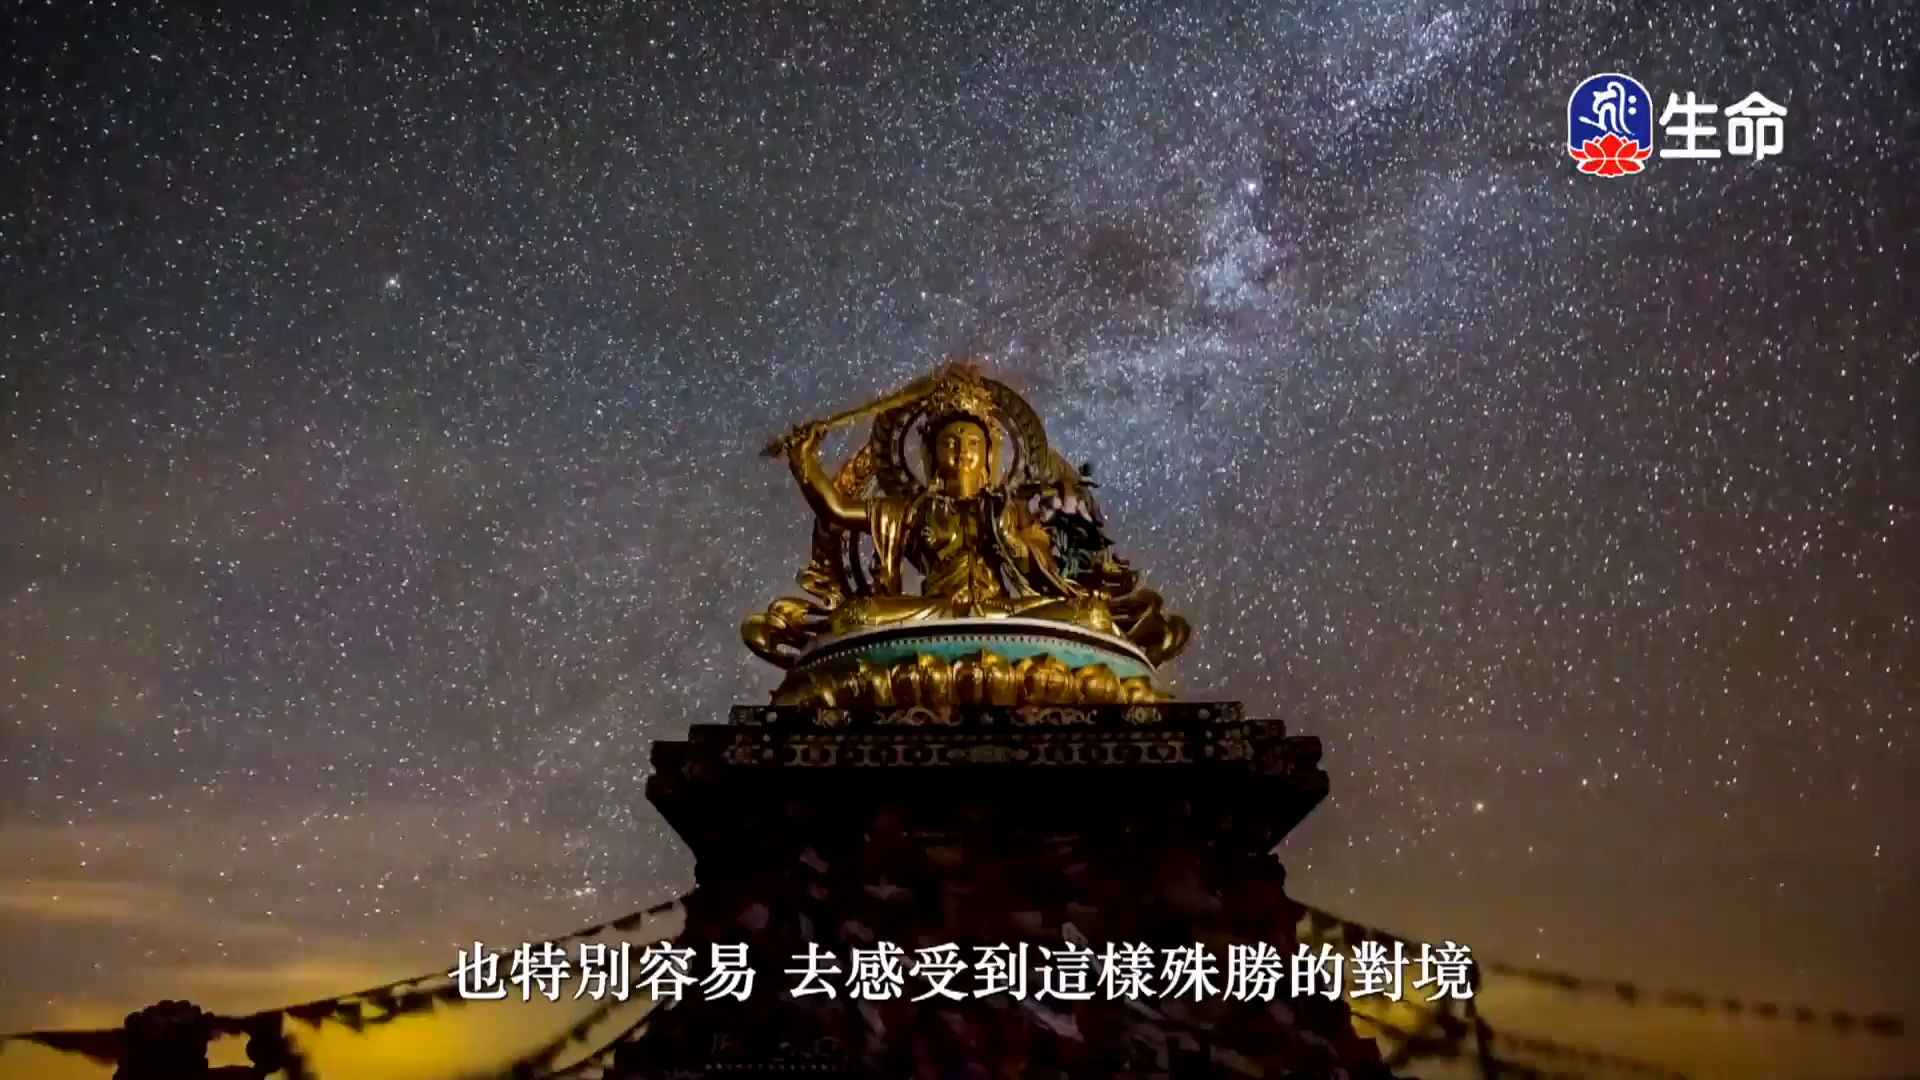 生命
也特別容易 去感受到這樣殊勝的對境